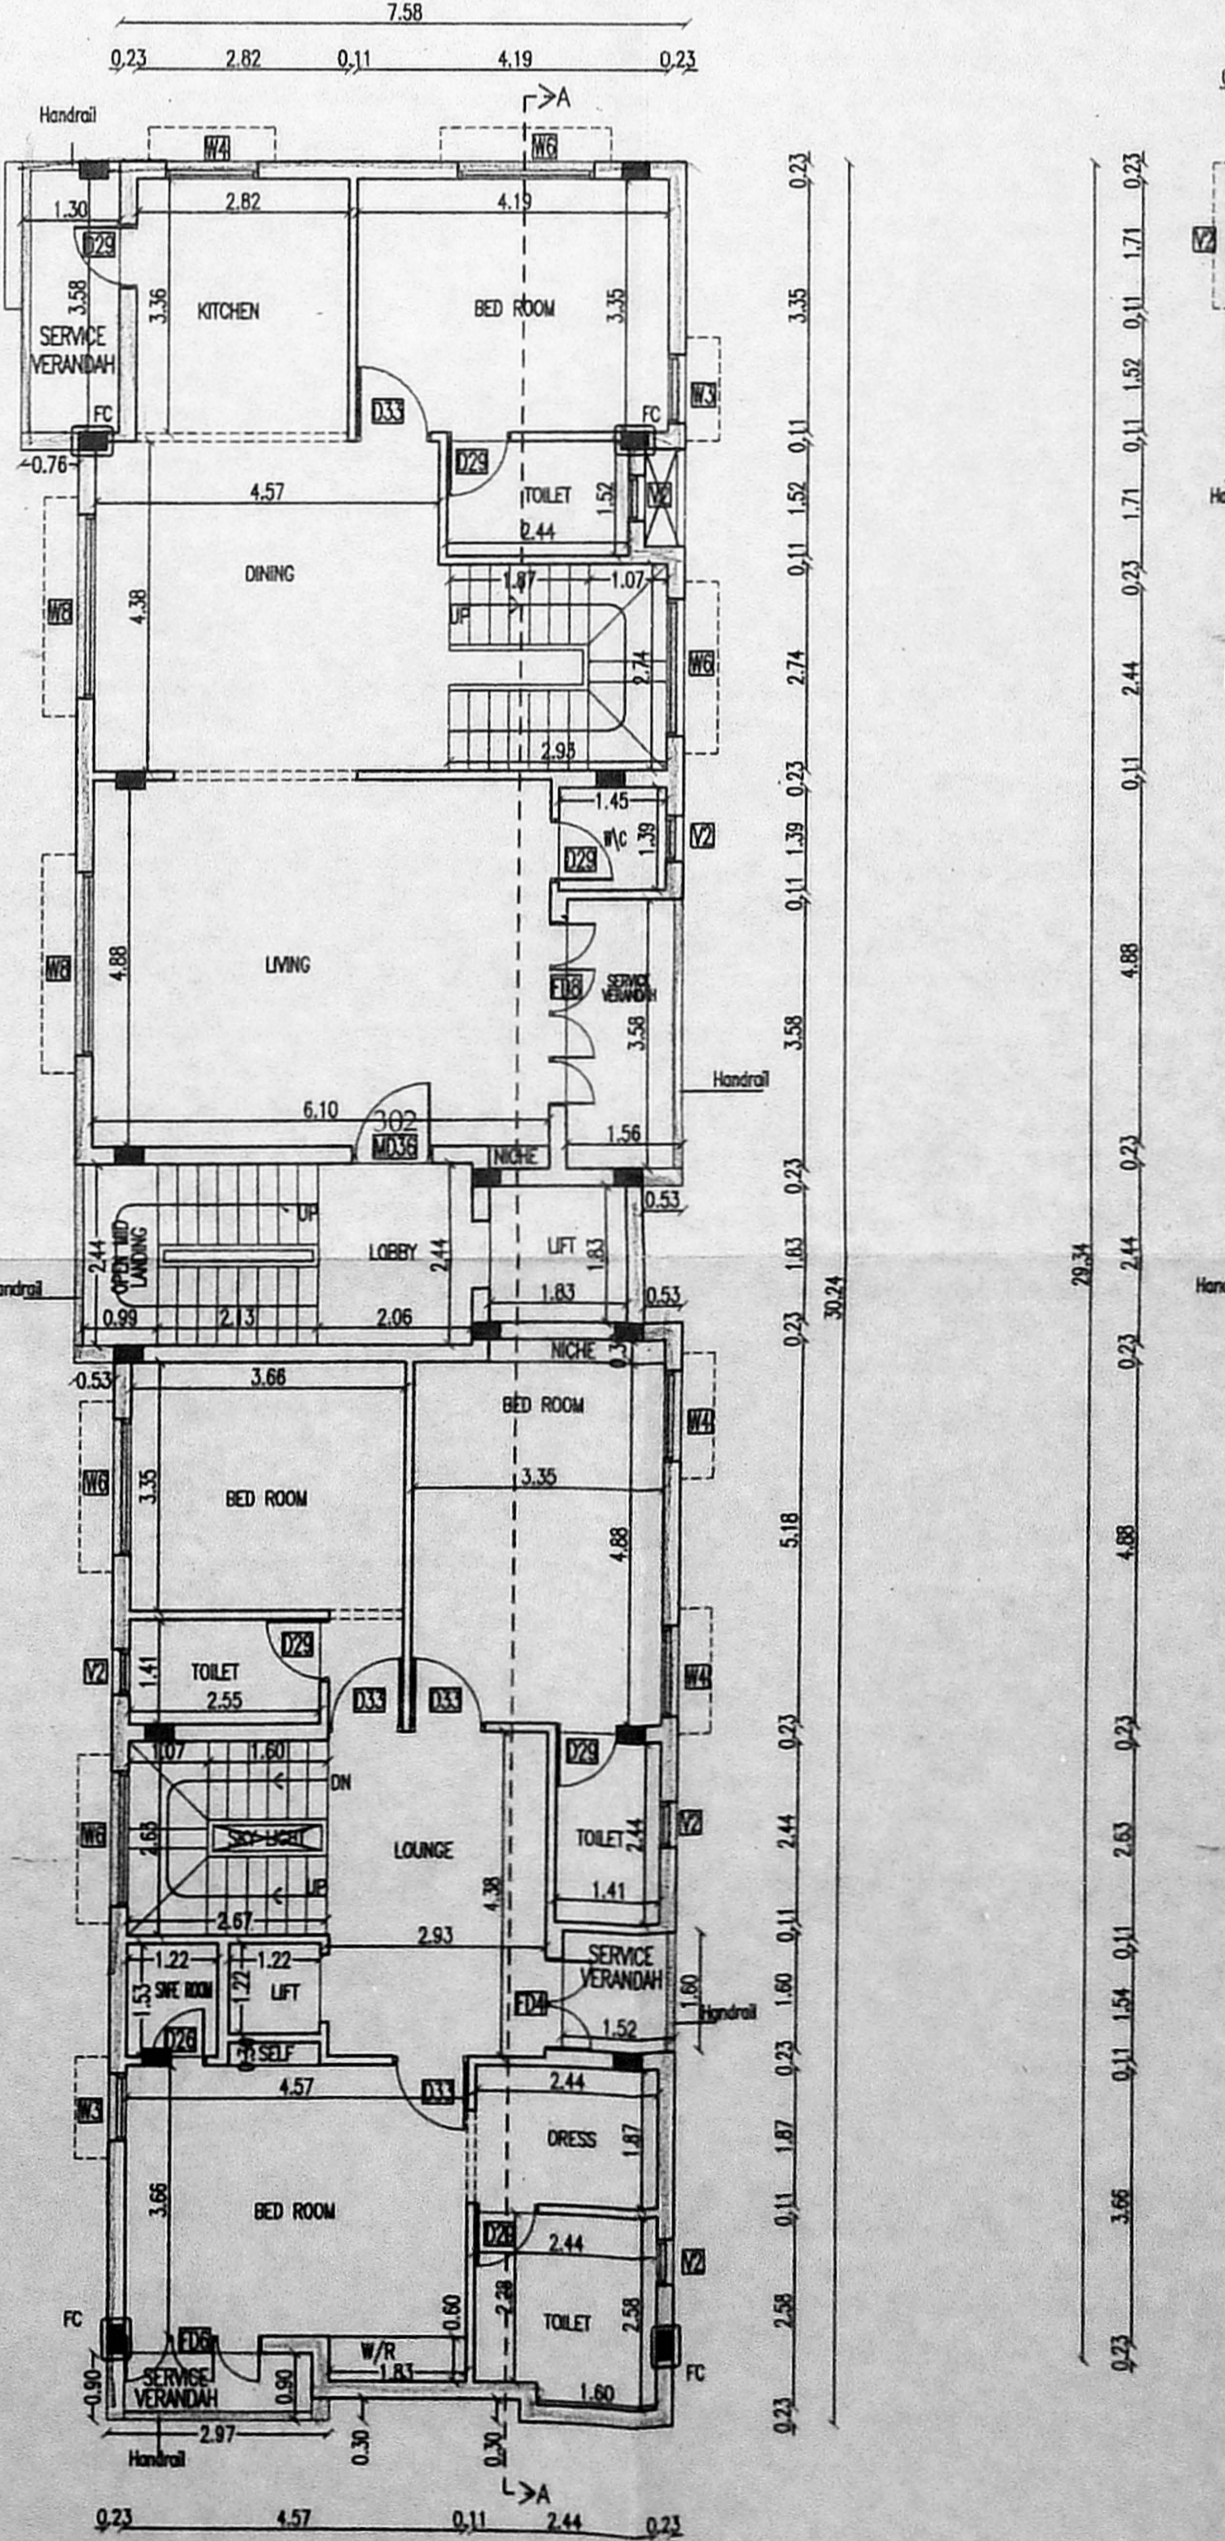 7.58
0.23 2.82 0.11 4.19 0.23
A
Handrail
W4 W6
1.30 2.82 4.19
D29
3.58 3.36 3.35
KITCHEN BED ROOM
SERVICE
VERANDAH
W3
D33
FC FC
0.76
4.57
D29
TOILET 1.52 V2
2.44
DINING
1.87 1.07
UP
4.38
W8
2.74 W6
2.93
1.45
W\C 1.39 V2
D29
LIVING
4.88
W8
FD8
SERVICE
VERANDAH
3.58
Handrail
6.10
302
MD36
1.56
NICHE
0.53
UP
OPEN MID
LANDING
2.44
LOBBY
2.44
LIFT
1.83
1.83
0.53
0.99 2.13 2.06
NICHE
0.53
3.66
BED ROOM
W4
3.35
W6
3.35
BED ROOM
4.88
W4
V2
1.41
TOILET
D29
2.55
D33 D33
1.07 1.60
D29
DN
W6
2.63
SKY LIGHT
LOUNGE
TOILET
2.44
V2
UP
4.38
1.41
2.67
2.93
1.22 1.22
SERVICE
VERANDAH
1.53
SAFE ROOM
1.22
LIFT
FD4
1.60
Handrail
D26
1.52
SELF
4.57
D33
2.44
W3
DRESS
1.87
3.66
BED ROOM
2.44
V2
2.28
TOILET
2.58
0.60
FC
FD6
W/R
1.83
FC
0.90
SERVICE
VERANDAH
0.90
1.60
2.97
Handrail
0.30
0.30
A
0.23 4.57 0.11 2.44 0.23
0.23
3.35
0.11
1.52
0.11
2.74
0.23
1.39
0.11
3.58
0.23
1.83
0.23
5.18
0.23
2.44
0.11
1.60
0.23
1.87
0.11
2.58
0.23
30.24
29.34
0.23
1.71
0.11
1.52
0.11
1.71
0.23
2.44
0.11
4.88
0.23
2.44
0.23
4.88
0.23
2.63
0.11
1.54
0.11
3.66
0.23
V2